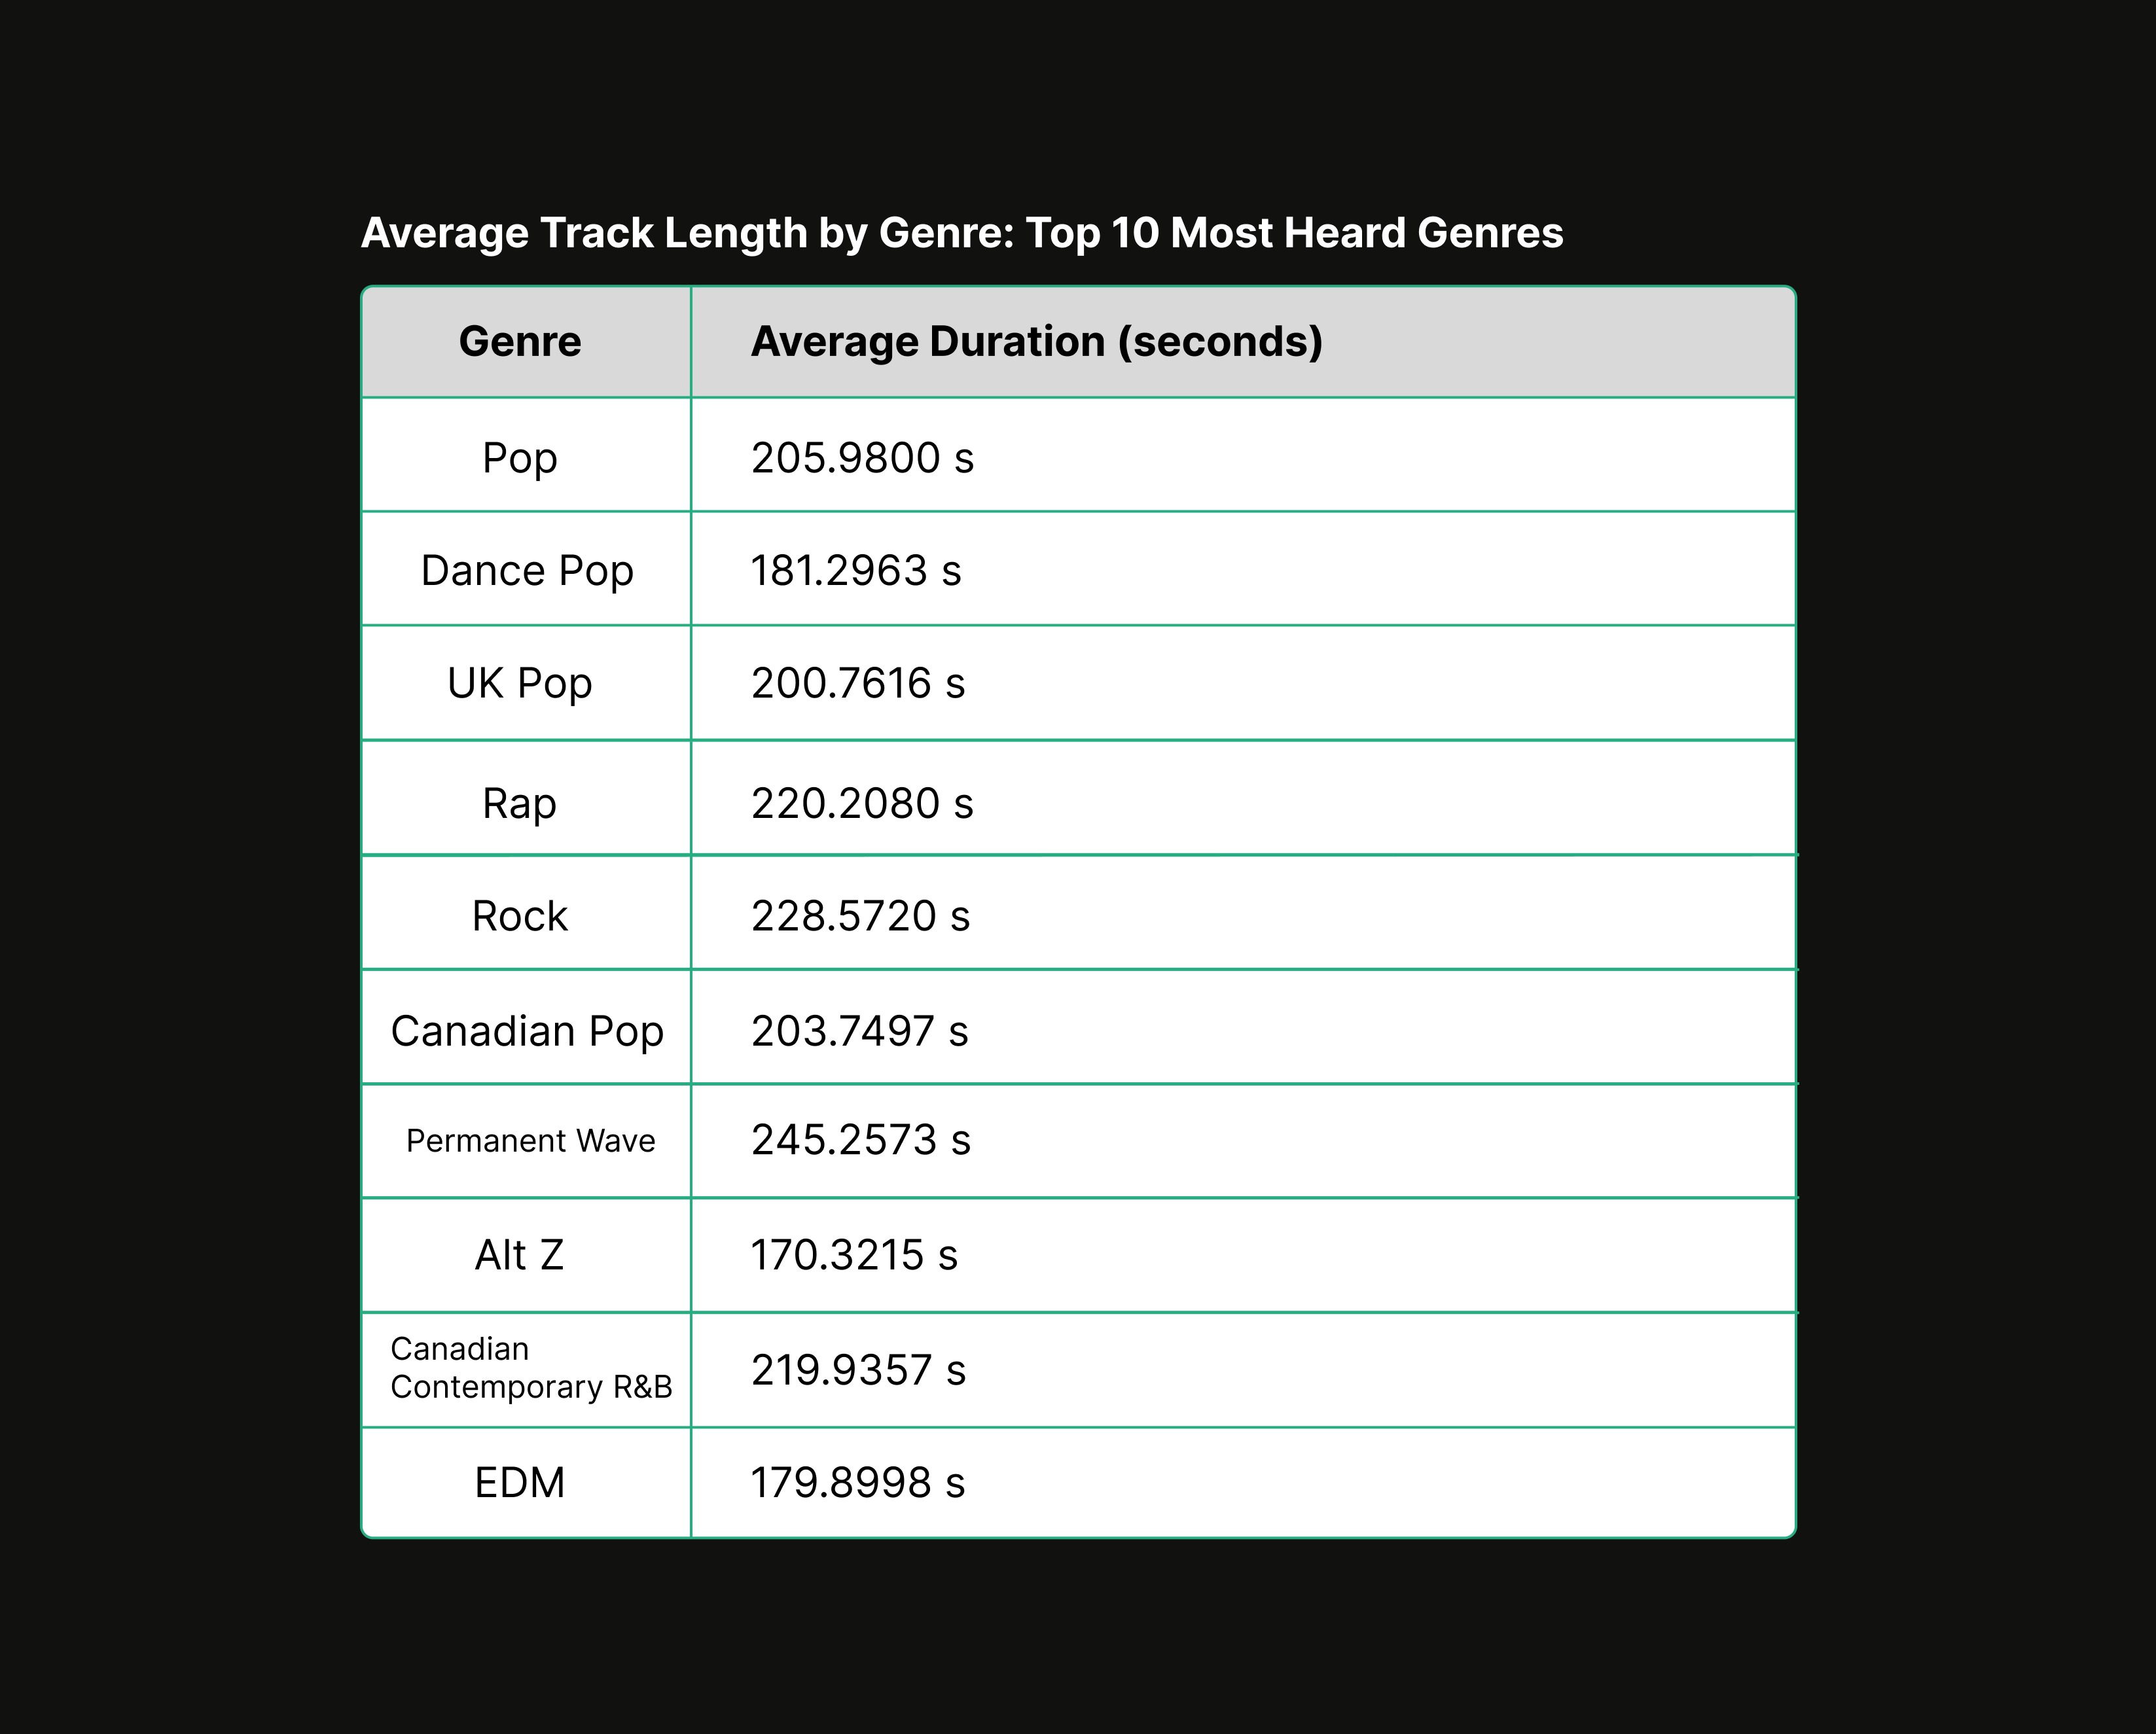 Average Track Length by Genre: Top 10 Most Heard Genres
Genre Average Duration (seconds)
Pop 205.9800 s
Dance Pop 181.2963 s
UK Pop 200.7616 s
Rap 220.2080 s
Rock 228.5720 s
Canadian Pop 203.7497 s
Permanent Wave 245.2573 s
Alt Z 170.3215 s
Canadian
Contemporary R&B 219.9357 s
EDM 179.8998 s